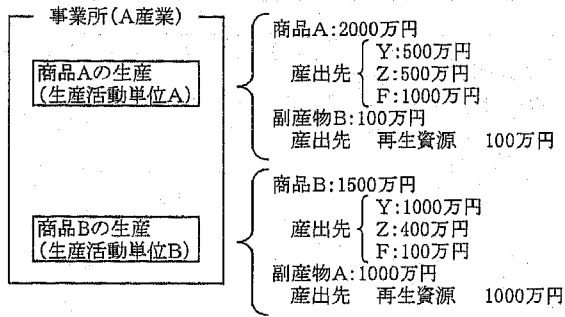 事業所(A産業)
商品Aの生産
(生産活動単位A)
商品A:2000万円
産出先
Y:500万円
Z:500万円
F:1000万円
副産物B:100万円
産出先 再生資源 100万円
商品Bの生産
(生産活動単位B)
商品B:1500万円
産出先
Y:1000万円
Z:400万円
F:100万円
副産物A:1000万円
産出先 再生資源 1000万円